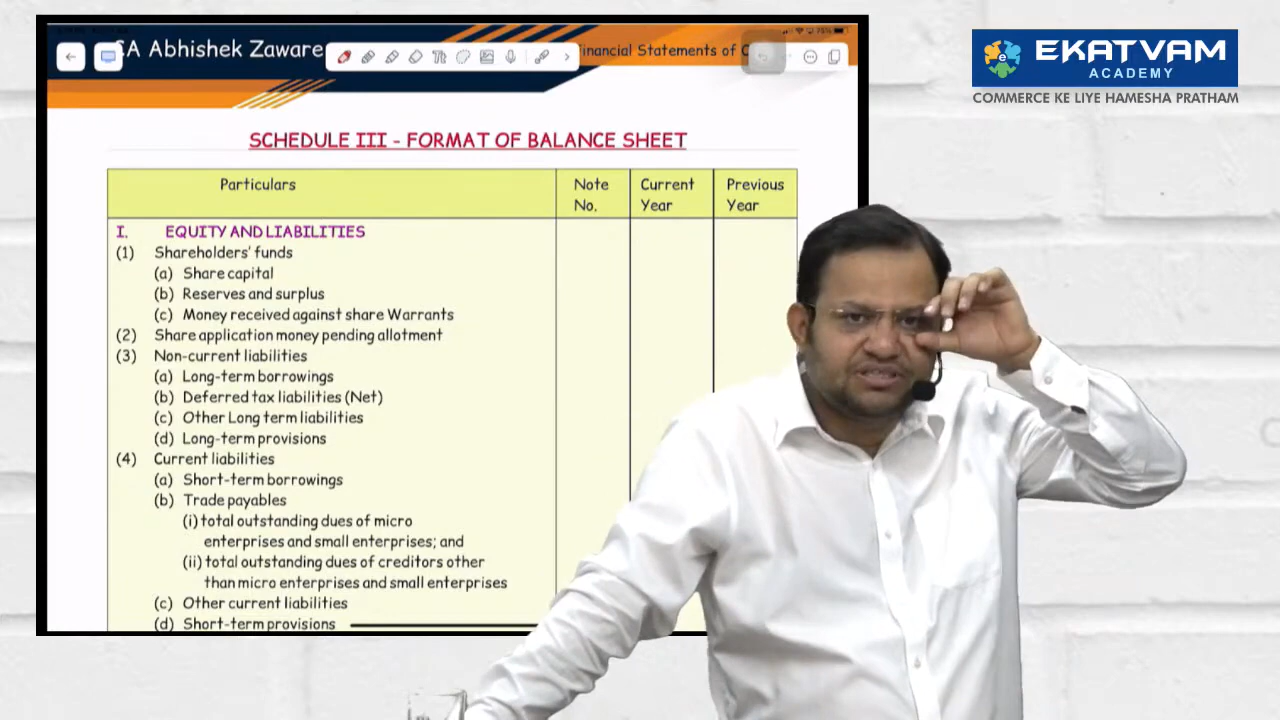 CA Abhishek Zaware
Financial Statements of C
EKATVAM
ACADEMY
COMMERCE KE LIYE HAMESHA PRATHAM
SCHEDULE III - FORMAT OF BALANCE SHEET
Particulars Note No. Current Year Previous Year
I. EQUITY AND LIABILITIES
(1) Shareholders' funds
(a) Share capital
(b) Reserves and surplus
(c) Money received against share Warrants
(2) Share application money pending allotment
(3) Non-current liabilities
(a) Long-term borrowings
(b) Deferred tax liabilities (Net)
(c) Other Long term liabilities
(d) Long-term provisions
(4) Current liabilities
(a) Short-term borrowings
(b) Trade payables
(i) total outstanding dues of micro
enterprises and small enterprises; and
(ii) total outstanding dues of creditors other
than micro enterprises and small enterprises
(c) Other current liabilities
(d) Short-term provisions